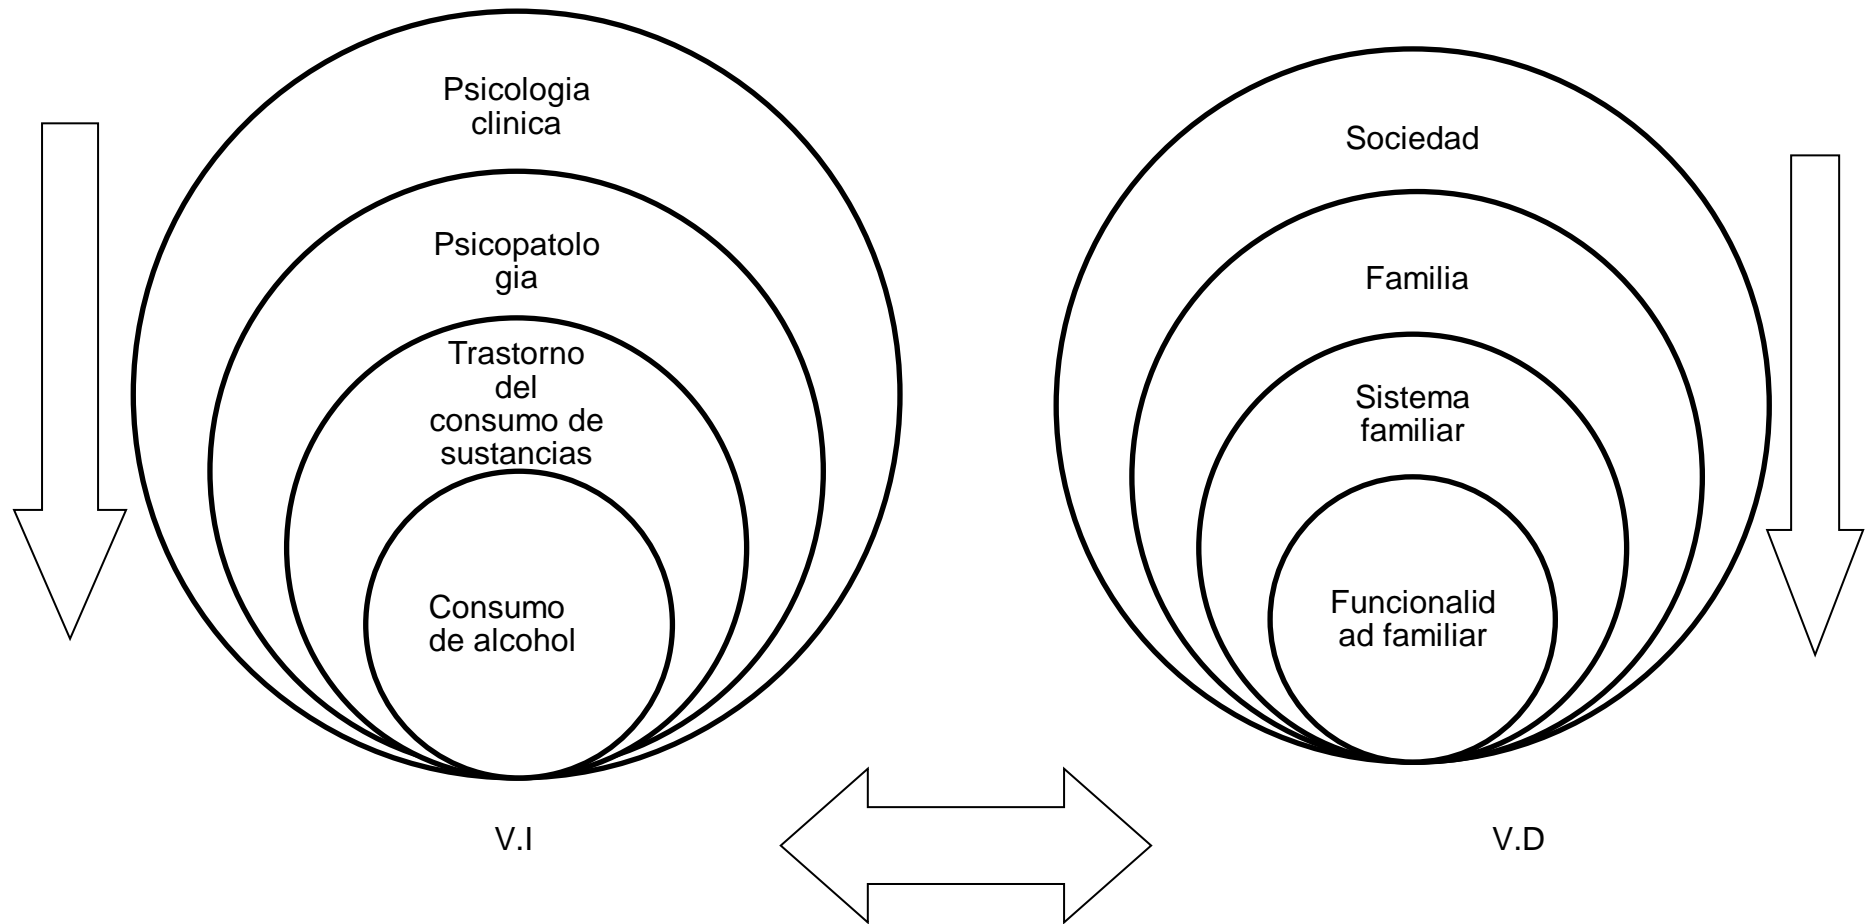 Psicologia
clinica
Psicopatolo
gia
Trastorno
del
consumo de
sustancias
Consumo
de alcohol
V.I
Sociedad
Familia
Sistema
familiar
Funcionalid
ad familiar
V.D